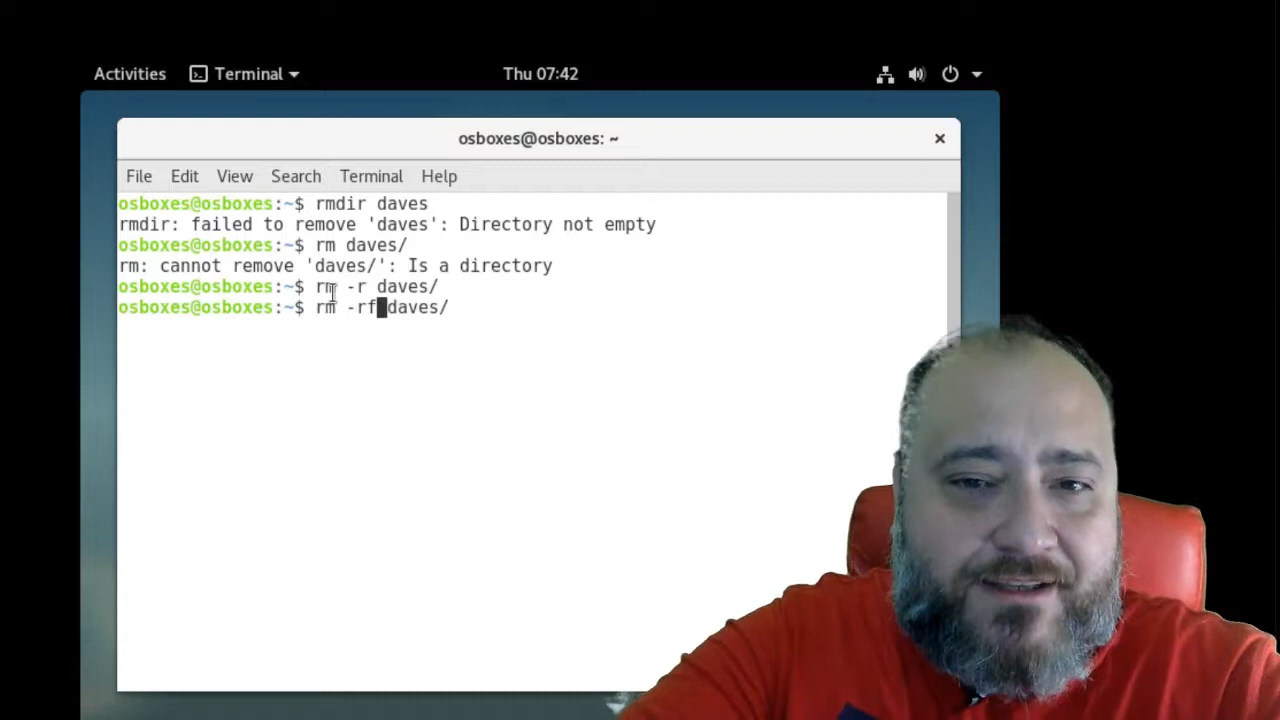 Activities Terminal Thu 07:42
osboxes@osboxes: ~
File Edit View Search Terminal Help
osboxes@osboxes:~$ rmdir daves
rmdir: failed to remove 'daves': Directory not empty
osboxes@osboxes:~$ rm daves/
rm: cannot remove 'daves/': Is a directory
osboxes@osboxes:~$ rm -r daves/
osboxes@osboxes:~$ rm -rf daves/